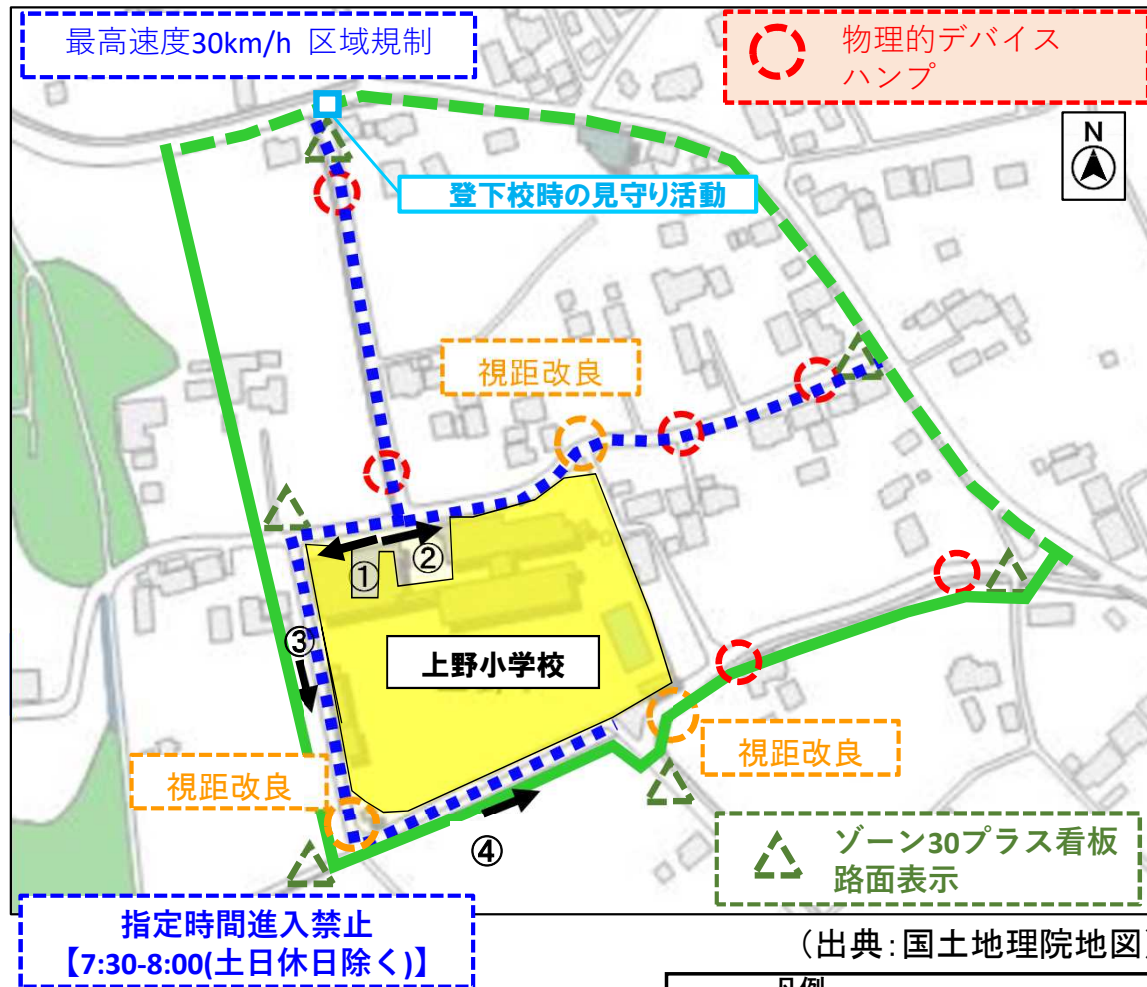 最高速度30km/h 区域規制
物理的デバイス
ハンプ
N
登下校時の見守り活動
視距改良
①
②
③
上野小学校
視距改良
視距改良
④
ゾーン30プラス看板
路面表示
指定時間進入禁止
【7:30-8:00(土日休日除く)】
（出典:国土地理院地図）
凡例